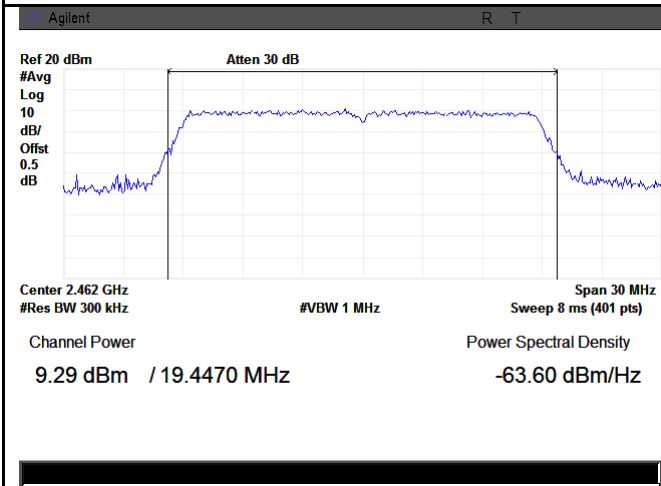 Agilent R T
Ref 20 dBm Atten 30 dB
#Avg
Log
10
dB/
Offst
0.5
dB
Center 2.462 GHz Span 30 MHz
#Res BW 300 kHz #VBW 1 MHz Sweep 8 ms (401 pts)
Channel Power Power Spectral Density
9.29 dBm / 19.4470 MHz -63.60 dBm/Hz